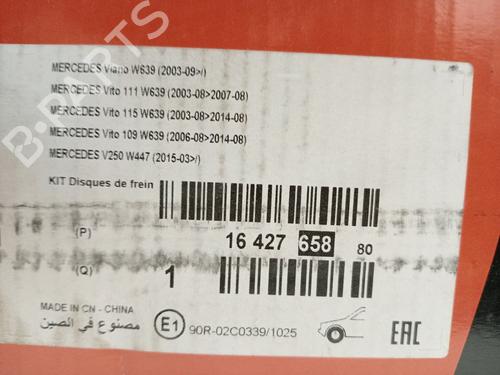 MERCEDES Viano W639 (2003-09>/)
MERCEDES Vito 111 W639 (2003-08>2007-08)
MERCEDES Vito 115 W639 (2003-08>2014-08)
MERCEDES Vito 109 W639 (2006-08>2014-08)
MERCEDES V250 W447 (2015-03>/)
KIT Disques de frein
(P)
16 427 658 80
(Q)
1
MADE IN CN - CHINA
مصنوع في الصين
E1
90R-02C0339/1025
EAC
B-PARTS